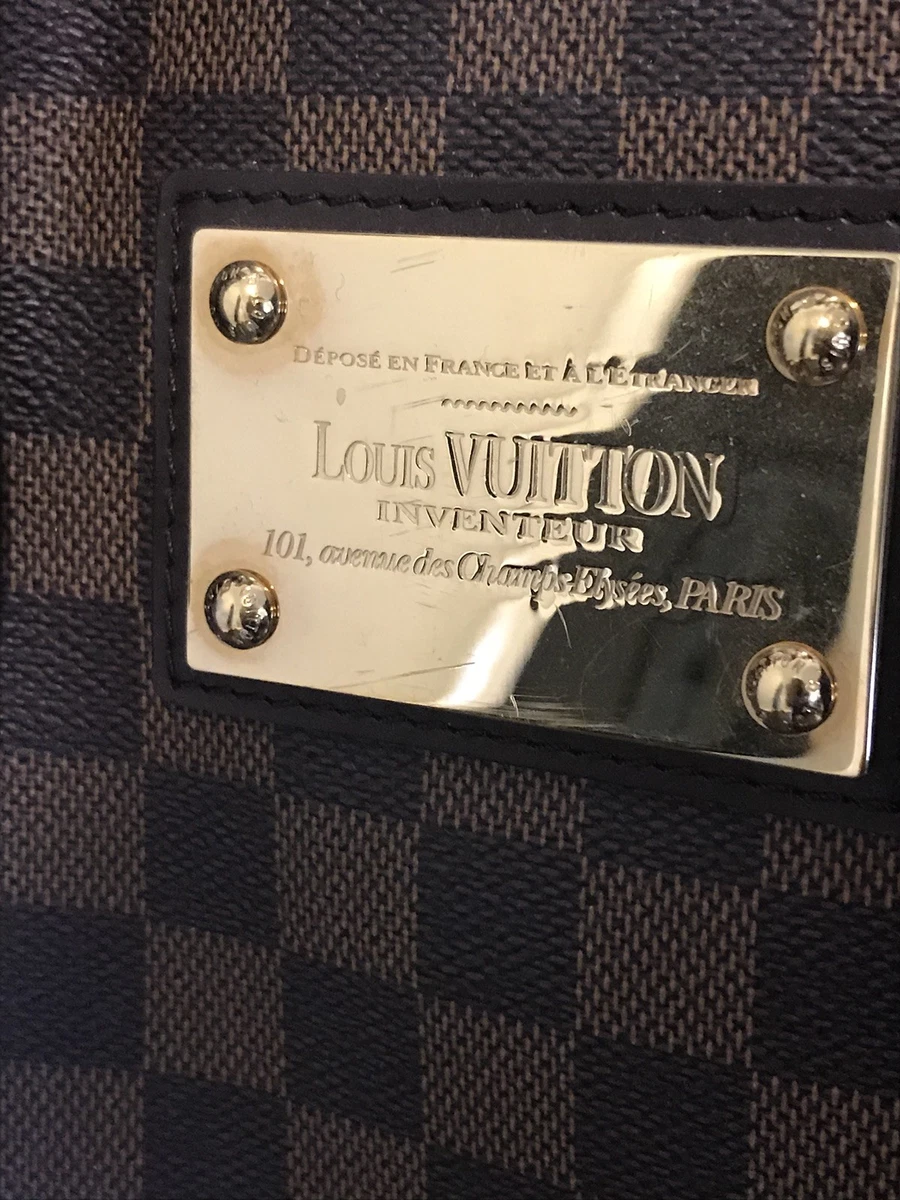 DÉPOSÉ EN FRANCE ET À L'ÉTRANGER
LOUIS VUITTON
INVENTEUR
101, avenue des Champs-Elysées, PARIS